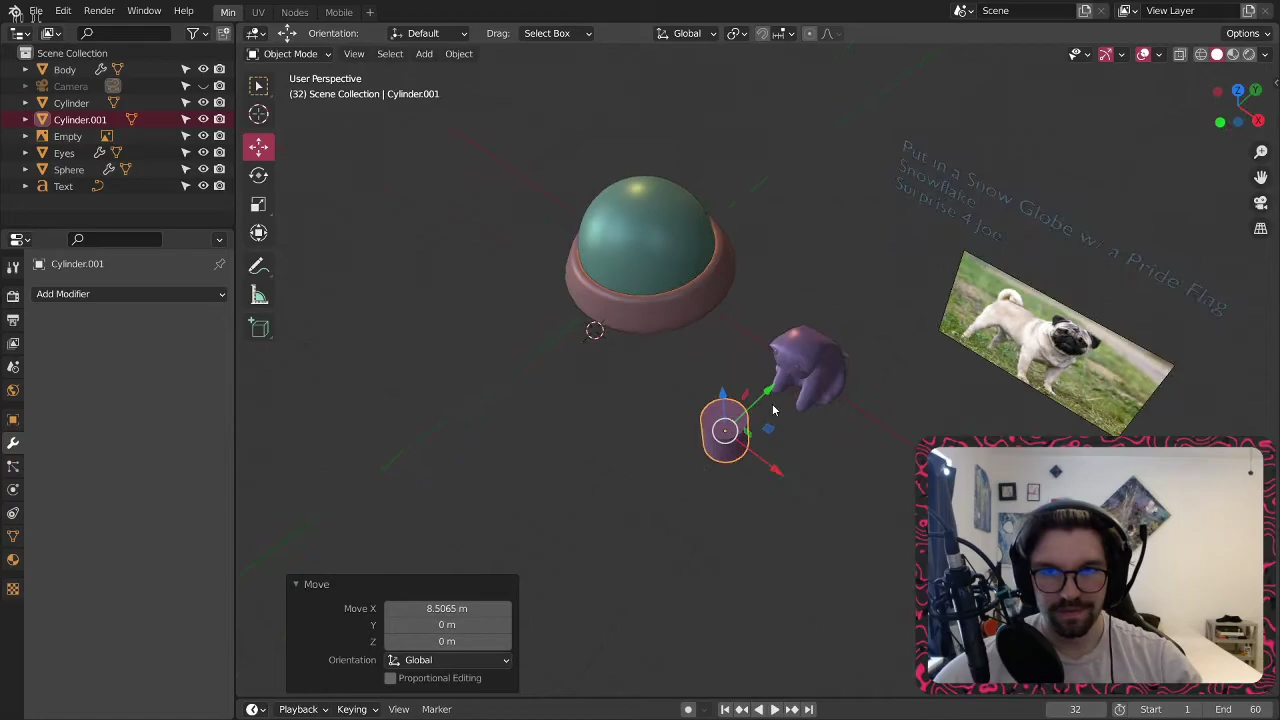 File Edit Render Window Help Min UV Nodes Mobile + Scene View Layer
Orientation: Default Drag: Select Box Global Options
Object Mode View Select Add Object
Scene Collection
Body
Camera
Cylinder
Cylinder.001
Empty
Eyes
Sphere
Text
User Perspective
(32) Scene Collection | Cylinder.001
Z
Y
X
Put in a Snow Globe w/ a Pride Flag
Snowflake
Surprise 4 Joe
Cylinder.001
Add Modifier
Move
Move X 8.5065 m
Y 0 m
Z 0 m
Orientation Global
Proportional Editing
Playback Keying View Marker 32 Start 1 End 60